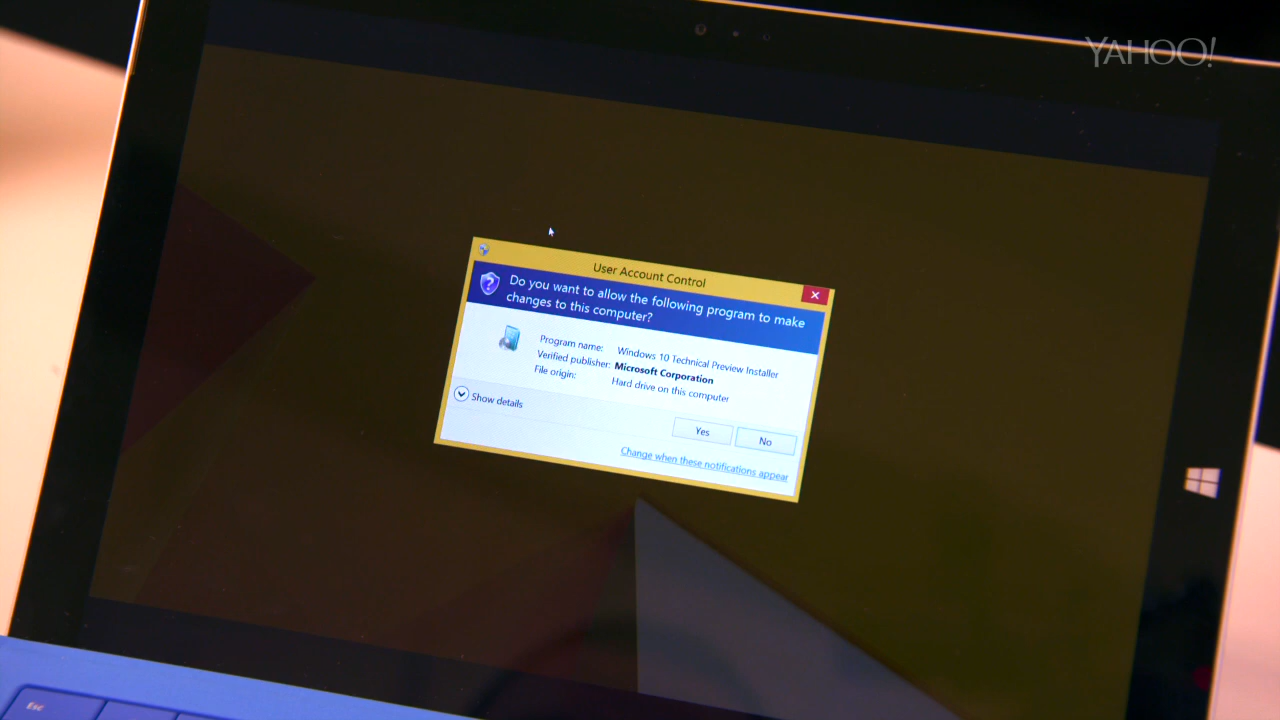 YAHOO!
User Account Control
Do you want to allow the following program to make
changes to this computer?
Program name: Windows 10 Technical Preview Installer
Verified publisher: Microsoft Corporation
File origin: Hard drive on this computer
Show details
Yes
No
Change when these notifications appear
Esc